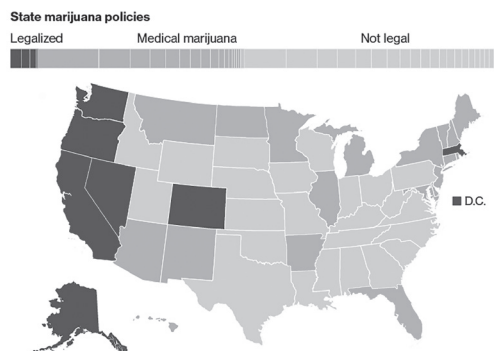 State marijuana policies
Legalized Medical marijuana Not legal
D.C.